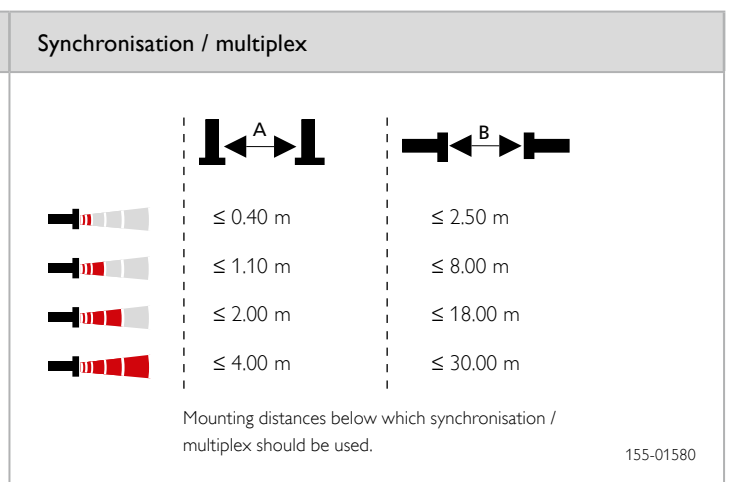 Synchronisation / multiplex
A B
≤ 0.40 m ≤ 2.50 m
≤ 1.10 m ≤ 8.00 m
≤ 2.00 m ≤ 18.00 m
≤ 4.00 m ≤ 30.00 m
Mounting distances below which synchronisation /
multiplex should be used.
155-01580